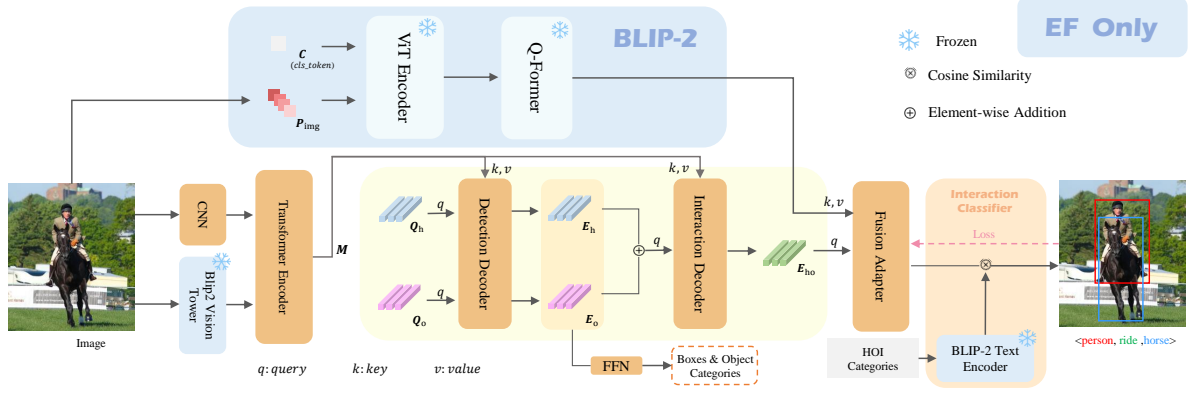 BLIP-2
EF Only
C
(cls_token)
P_img
ViT Encoder
Q-Former
Frozen
Cosine Similarity
Element-wise Addition
Image
CNN
Blip2 Vision
Tower
Transformer Encoder
M
k, v
k, v
k, v
Q_h
q
Q_o
q
Detection Decoder
E_h
E_o
q
Interaction Decoder
E_ho
q
Fusion Adapter
Interaction
Classifier
Loss
FFN
Boxes & Object
Categories
HOI
Categories
BLIP-2 Text
Encoder
<person, ride ,horse>
q: query
k: key
v: value